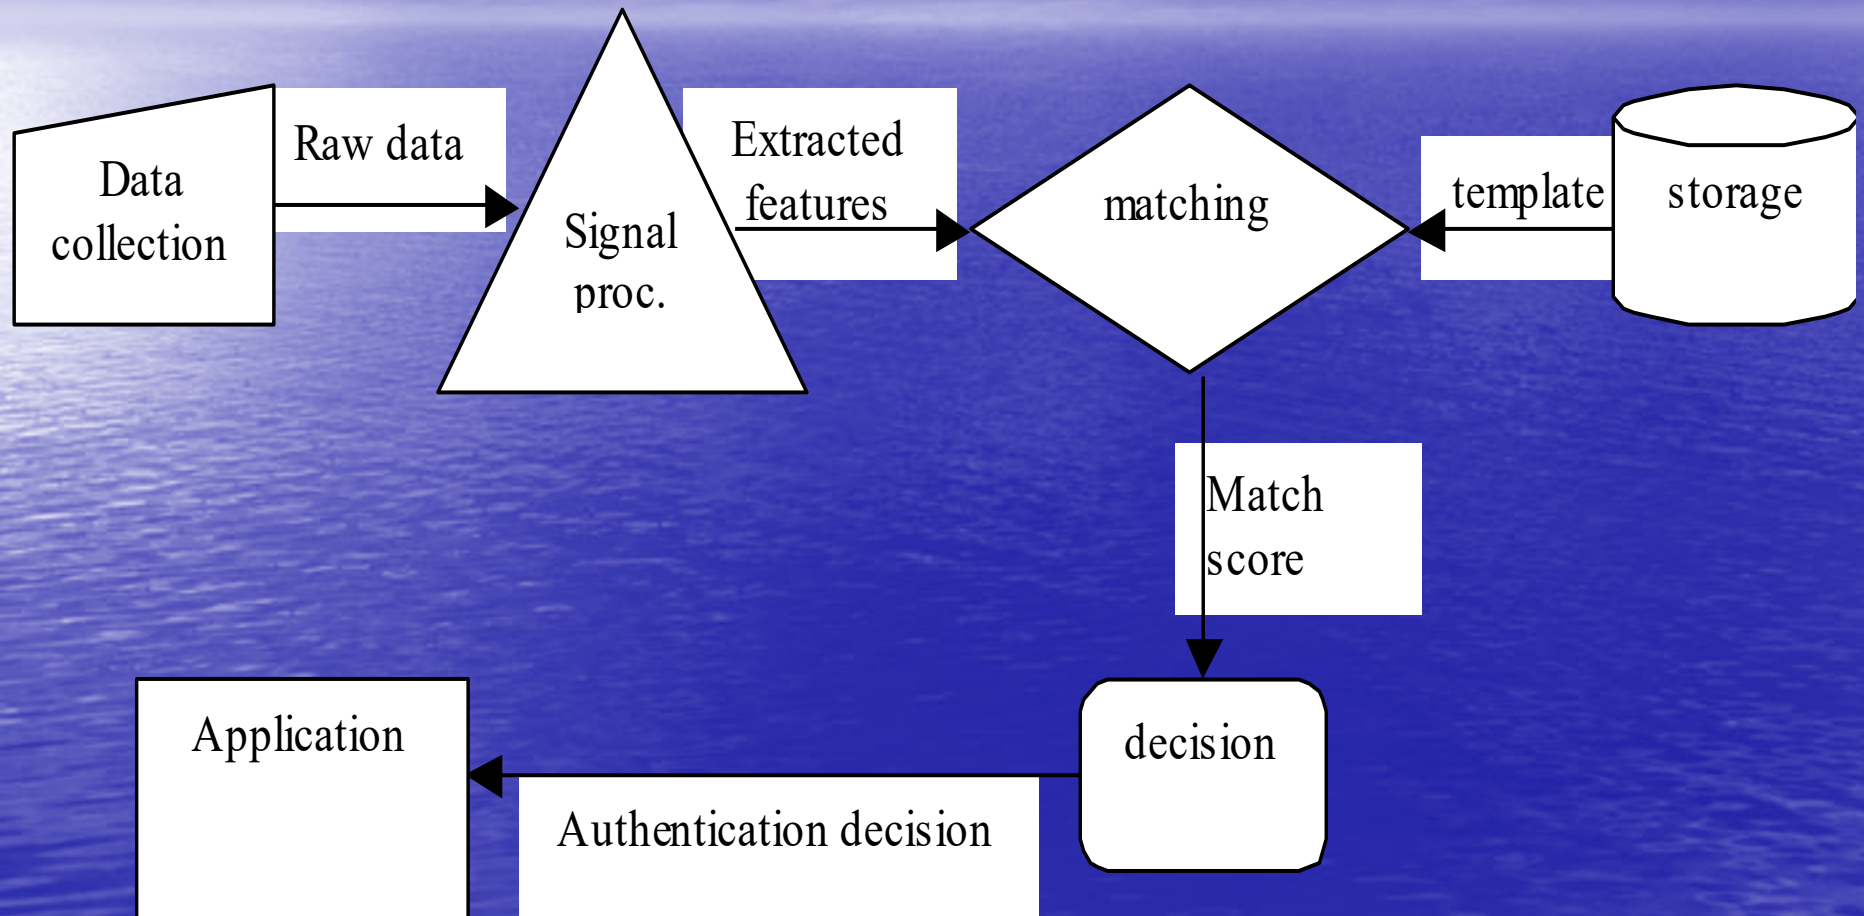 Data
collection
Raw data
Signal
proc.
Extracted
features
matching
template
storage
Match
score
decision
Authentication decision
Application